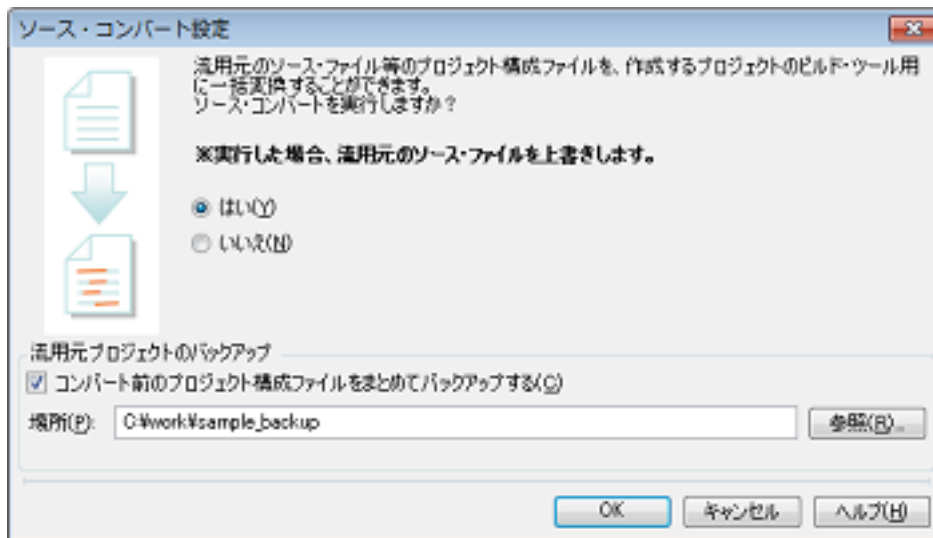 ソース・コンバート設定
流用元のソース・ファイル等のプロジェクト構成ファイルを、作成するプロジェクトのビルド・ツール用
に一括変換することができます。
ソース・コンバートを実行しますか？
※実行した場合、流用元のソース・ファイルを上書きします。
はい(Y)
いいえ(N)
流用元プロジェクトのバックアップ
コンバート前のプロジェクト構成ファイルをまとめてバックアップする(C)
場所(P):
C:¥work¥sample_backup
参照(R)...
OK
キャンセル
ヘルプ(H)